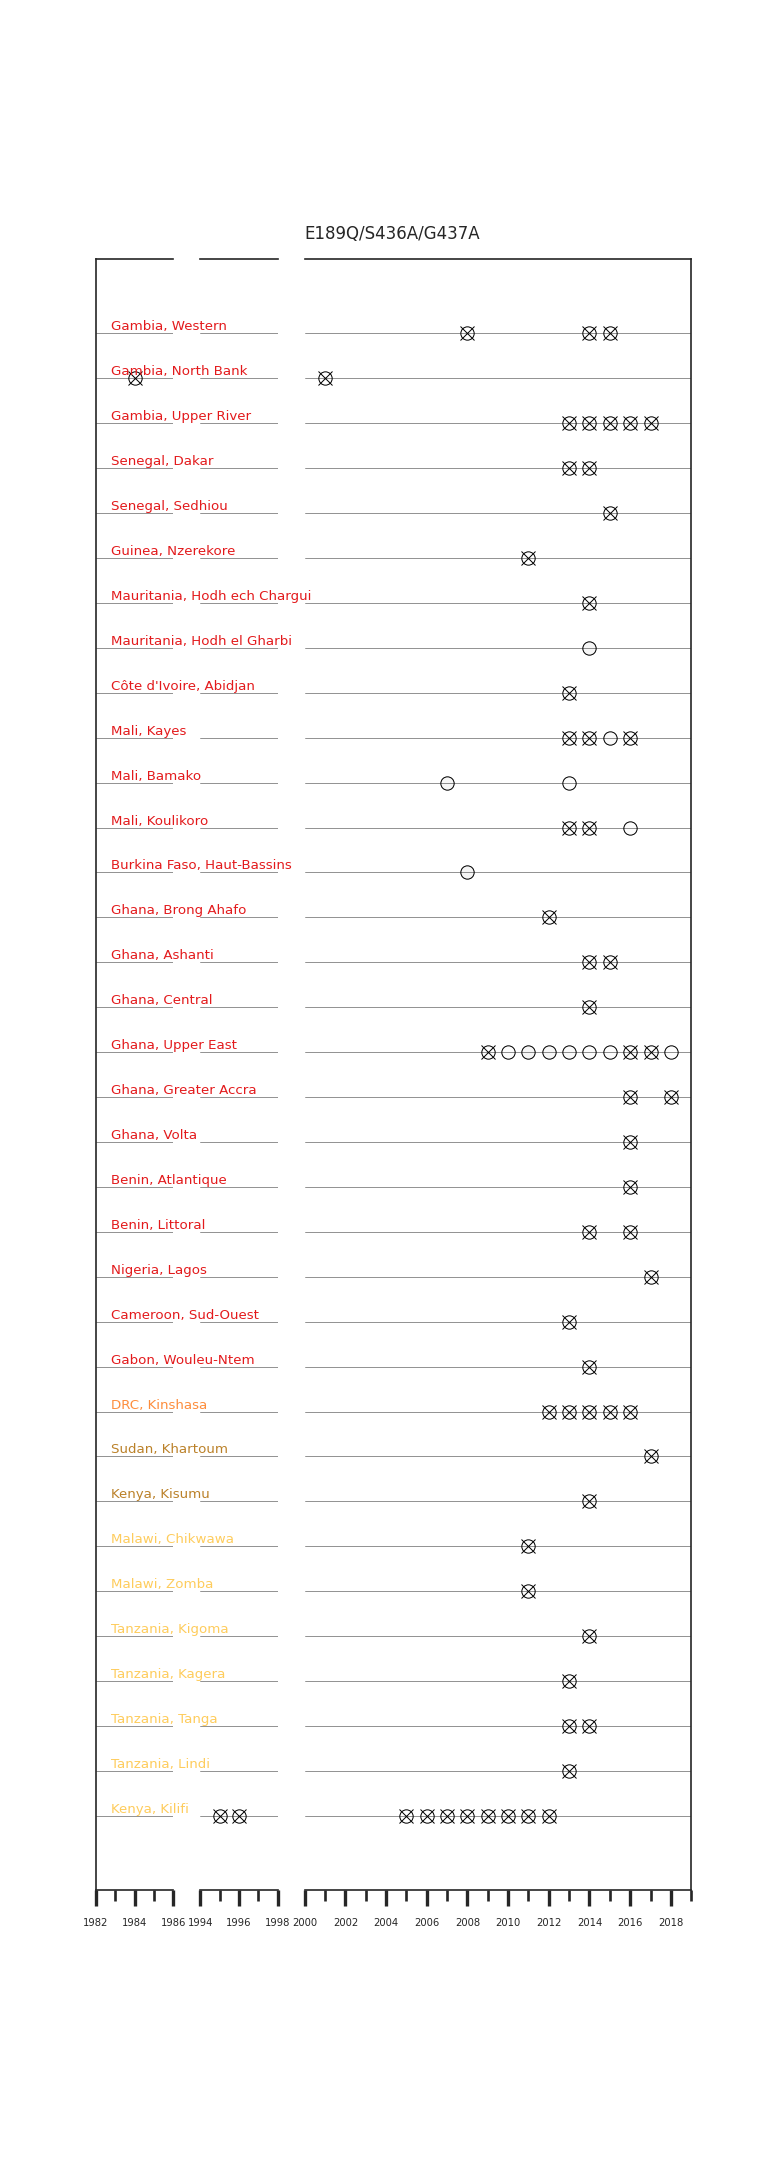 E189Q/S436A/G437A
Gambia, Western
Gambia, North Bank
Gambia, Upper River
Senegal, Dakar
Senegal, Sedhiou
Guinea, Nzerekore
Mauritania, Hodh ech Chargui
Mauritania, Hodh el Gharbi
Côte d'Ivoire, Abidjan
Mali, Kayes
Mali, Bamako
Mali, Koulikoro
Burkina Faso, Haut-Bassins
Ghana, Brong Ahafo
Ghana, Ashanti
Ghana, Central
Ghana, Upper East
Ghana, Greater Accra
Ghana, Volta
Benin, Atlantique
Benin, Littoral
Nigeria, Lagos
Cameroon, Sud-Ouest
Gabon, Wouleu-Ntem
DRC, Kinshasa
Sudan, Khartoum
Kenya, Kisumu
Malawi, Chikwawa
Malawi, Zomba
Tanzania, Kigoma
Tanzania, Kagera
Tanzania, Tanga
Tanzania, Lindi
Kenya, Kilifi
1982 1984 1986 1994 1996 1998 2000 2002 2004 2006 2008 2010 2012 2014 2016 2018